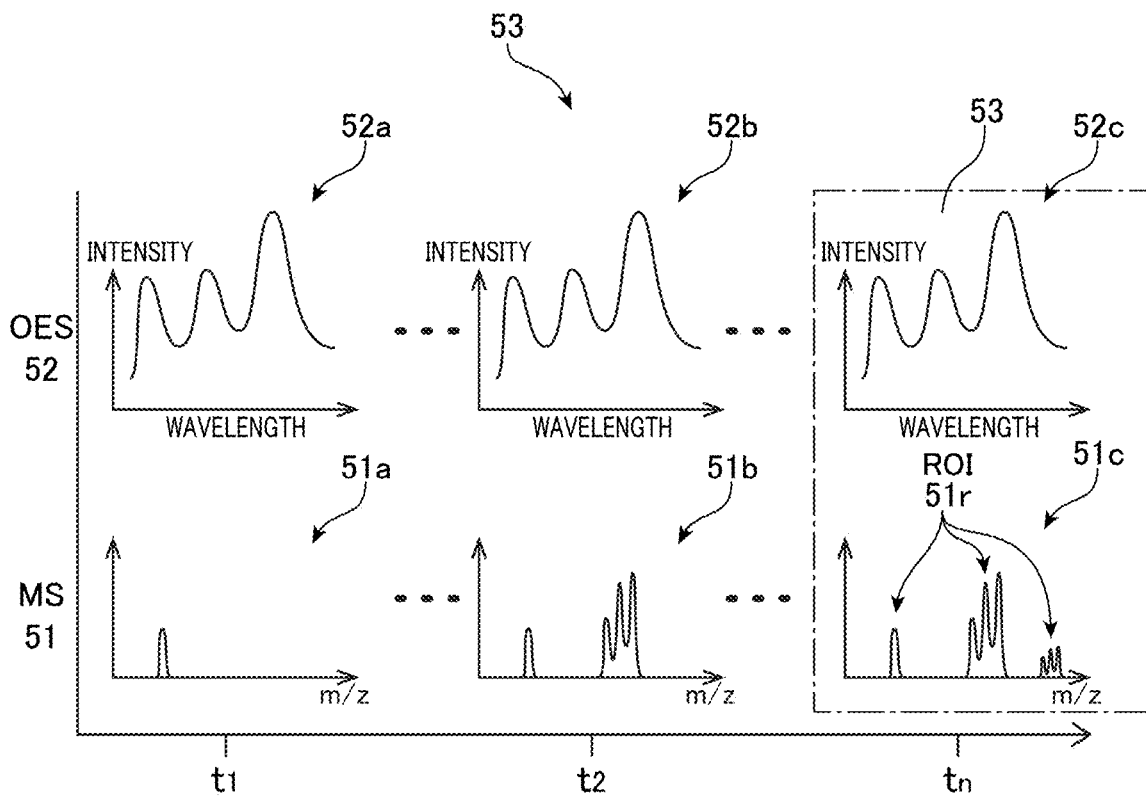 53
52a
52b
53
52c
INTENSITY
INTENSITY
INTENSITY
OES
52
WAVELENGTH
WAVELENGTH
WAVELENGTH
51a
51b
ROI
51r
51c
MS
51
m/z
m/z
m/z
t1
t2
tn